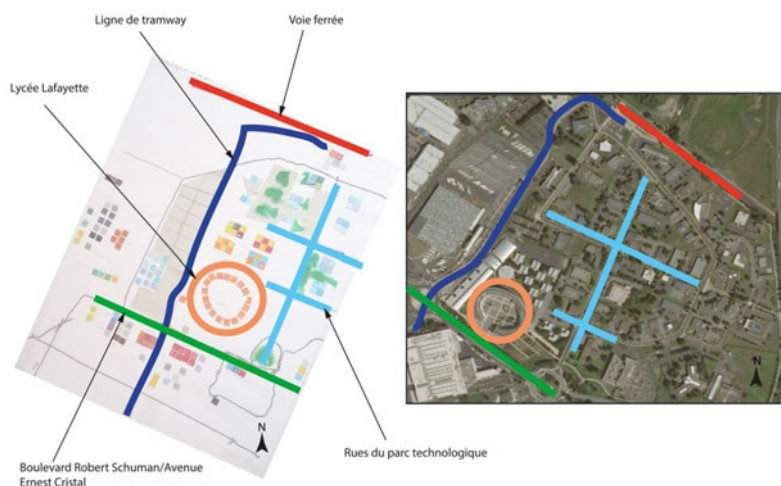 Ligne de tramway
Voie ferrée
Lycée Lafayette
N
N
Rues du parc technologique
Boulevard Robert Schuman/Avenue
Ernest Cristal